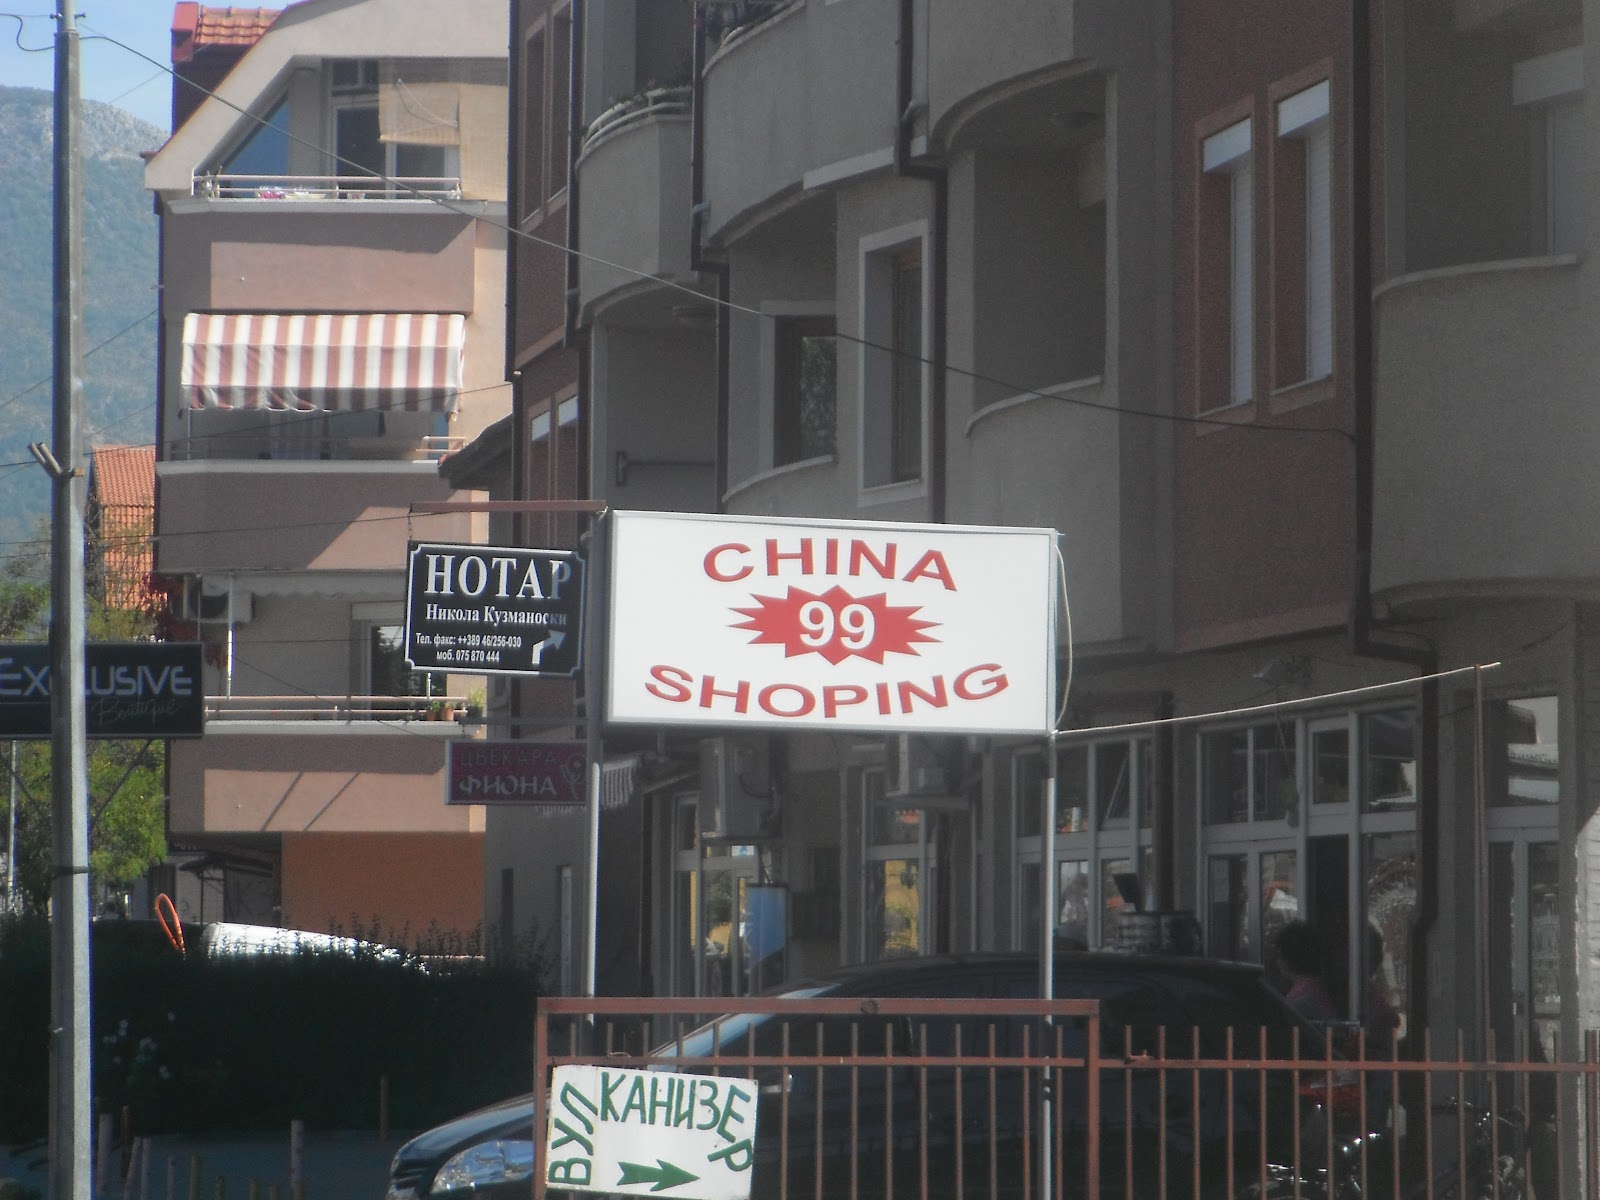 EXCLUSIVE
Boutique
НОТАР
Никола Кузманоски
Тел. факс: ++389 46/256-030
моб. 075 870 444
CHINA
99
SHOPING
ЦВЕЌАРА
ФИОНА
ВУЛКАНИЗЕР